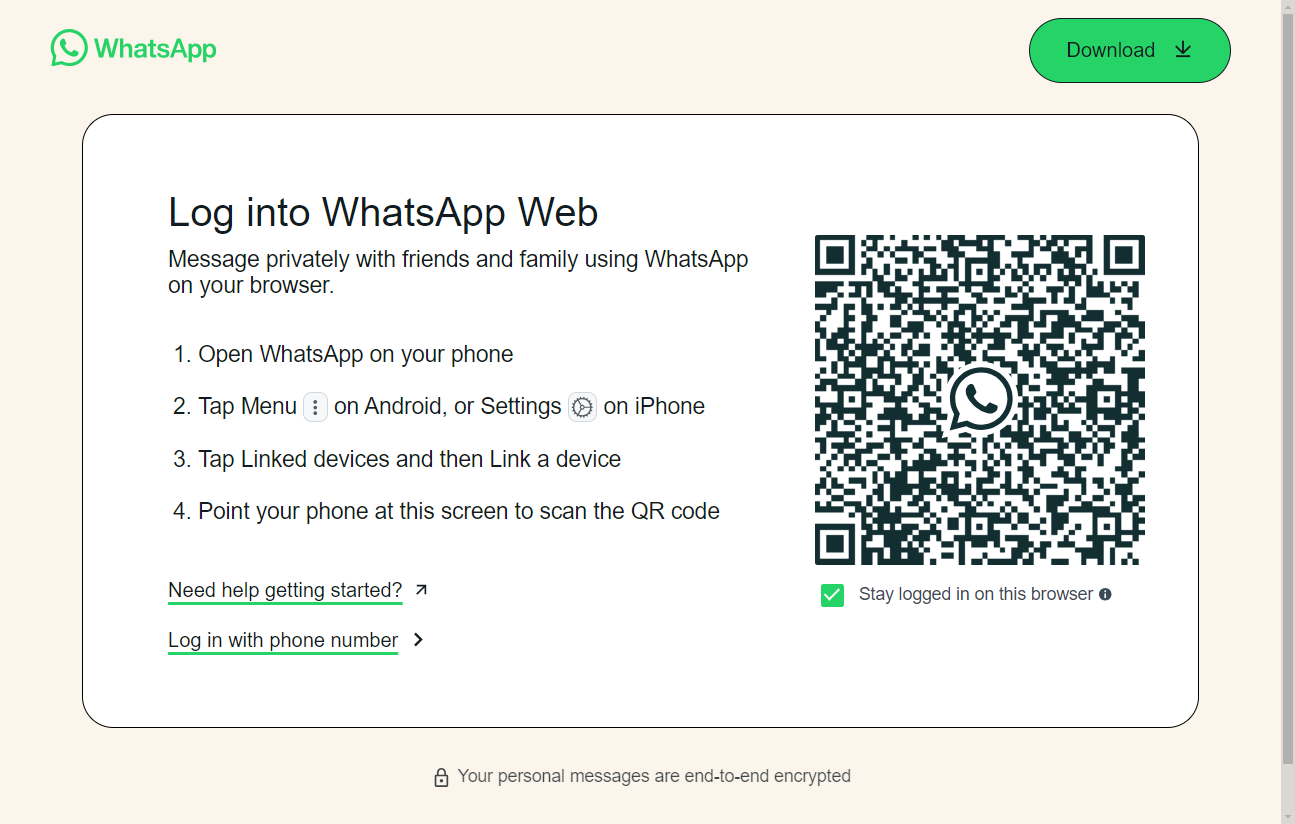 WhatsApp
Download
Log into WhatsApp Web
Message privately with friends and family using WhatsApp
on your browser.
1. Open WhatsApp on your phone
2. Tap Menu on Android, or Settings on iPhone
3. Tap Linked devices and then Link a device
4. Point your phone at this screen to scan the QR code
Need help getting started?
Log in with phone number
Stay logged in on this browser
Your personal messages are end-to-end encrypted